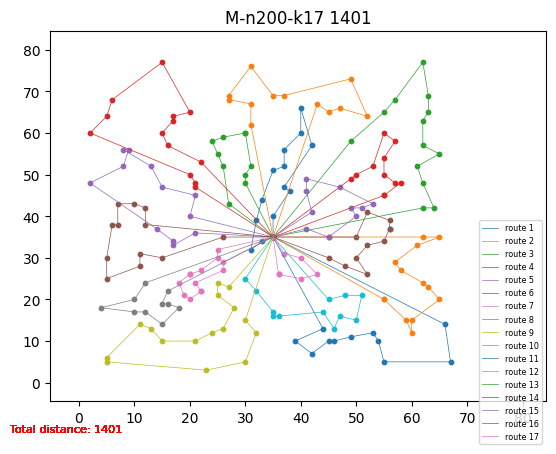 M-n200-k17 1401
80
70
60
50
40
30
20
10
0
0 10 20 30 40 50 60 70 80
route 1
route 2
route 3
route 4
route 5
route 6
route 7
route 8
route 9
route 10
route 11
route 12
route 13
route 14
route 15
route 16
route 17
Total distance: 1401